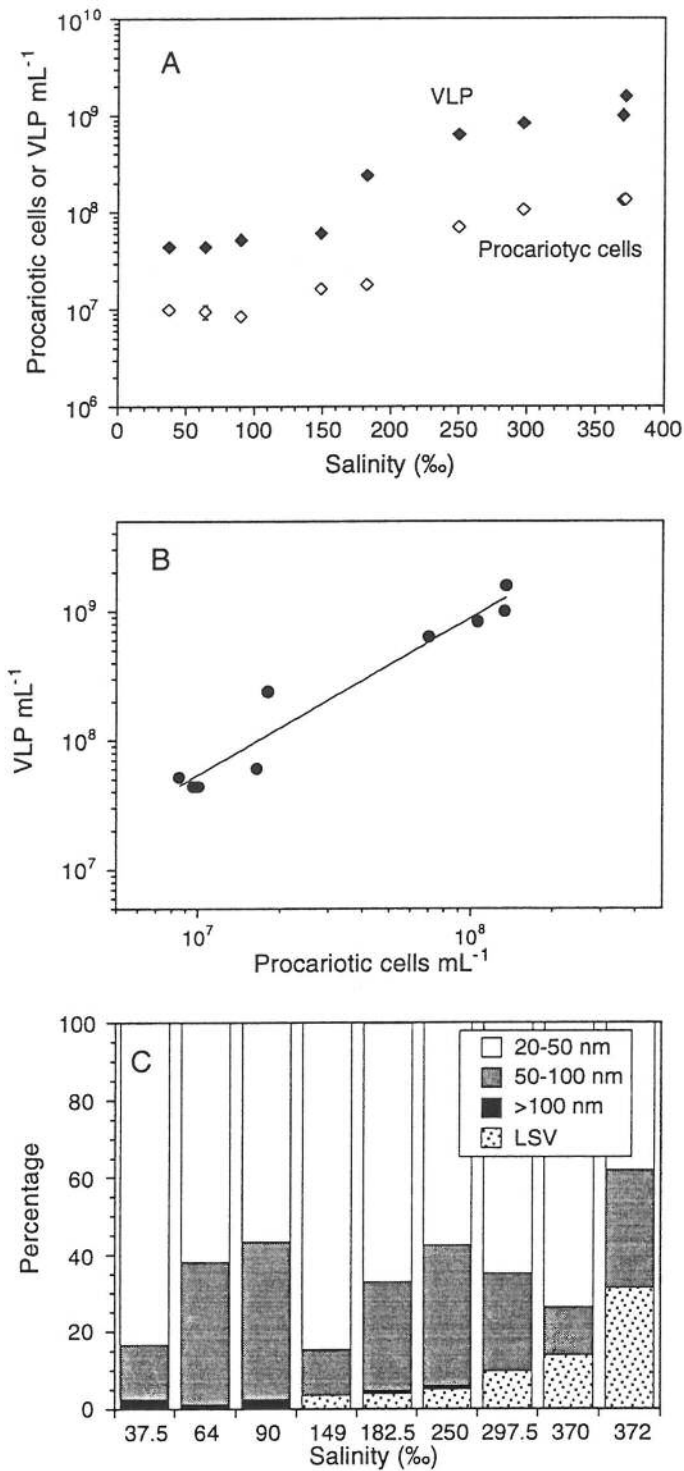 A
Procariotic cells or VLP mL-1
10^10
10^9
10^8
10^7
10^6
VLP
Procariotyc cells
0 50 100 150 200 250 300 350 400
Salinity (‰)
B
VLP mL-1
10^9
10^8
10^7
10^7 10^8
Procariotic cells mL-1
C
Percentage
100
80
60
40
20
0
20-50 nm
50-100 nm
>100 nm
LSV
37.5 64 90 149 182.5 250 297.5 370 372
Salinity (‰)